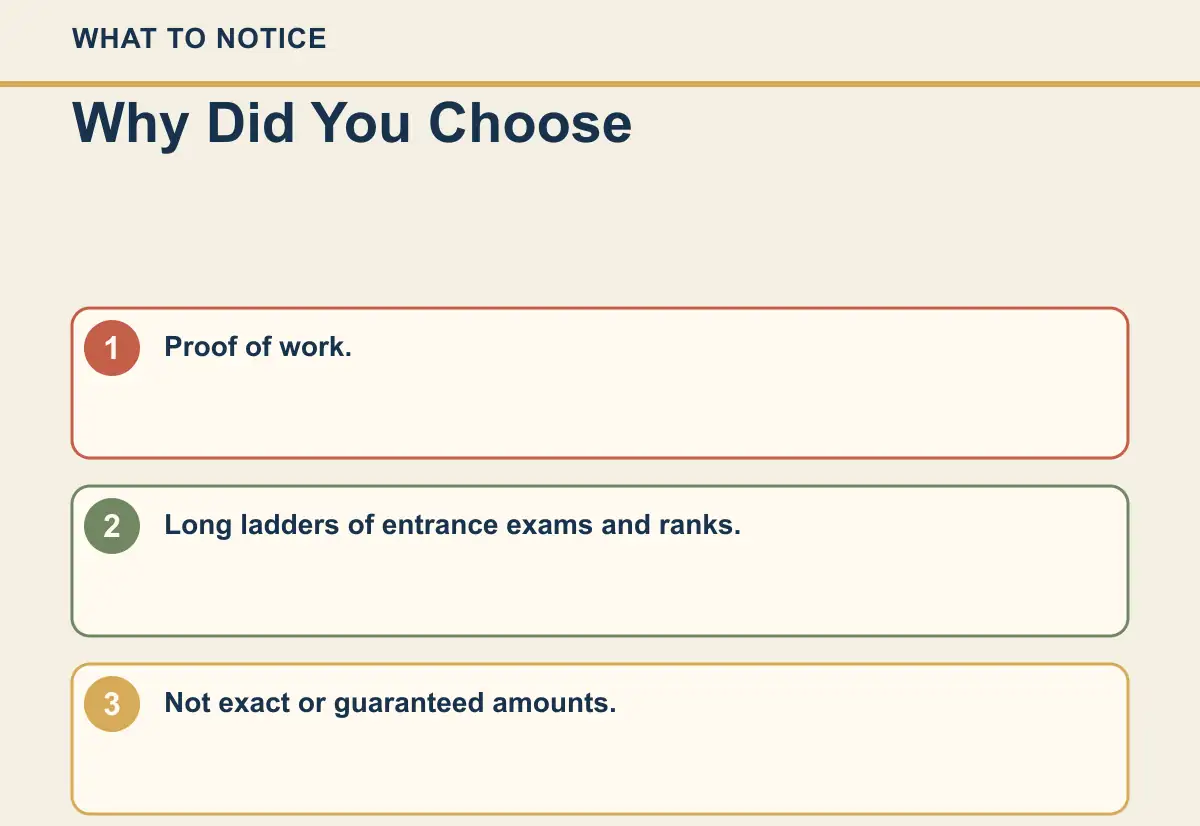 WHAT TO NOTICE
Why Did You Choose
1 Proof of work.
2 Long ladders of entrance exams and ranks.
3 Not exact or guaranteed amounts.